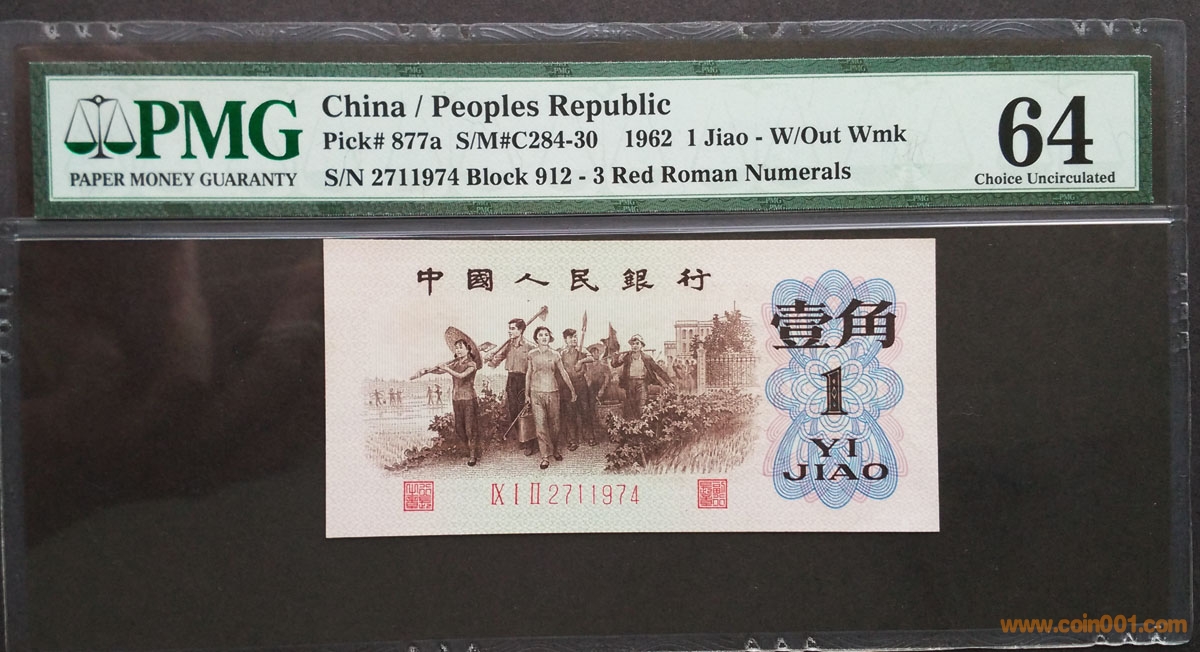 PMG
PAPER MONEY GUARANTY
China / Peoples Republic
Pick# 877a S/M#C284-30 1962 1 Jiao - W/Out Wmk
S/N 2711974 Block 912 - 3 Red Roman Numerals
64
Choice Uncirculated
中國人民銀行
壹角
1
YI
JIAO
IX I II 2711974
www.coin001.com